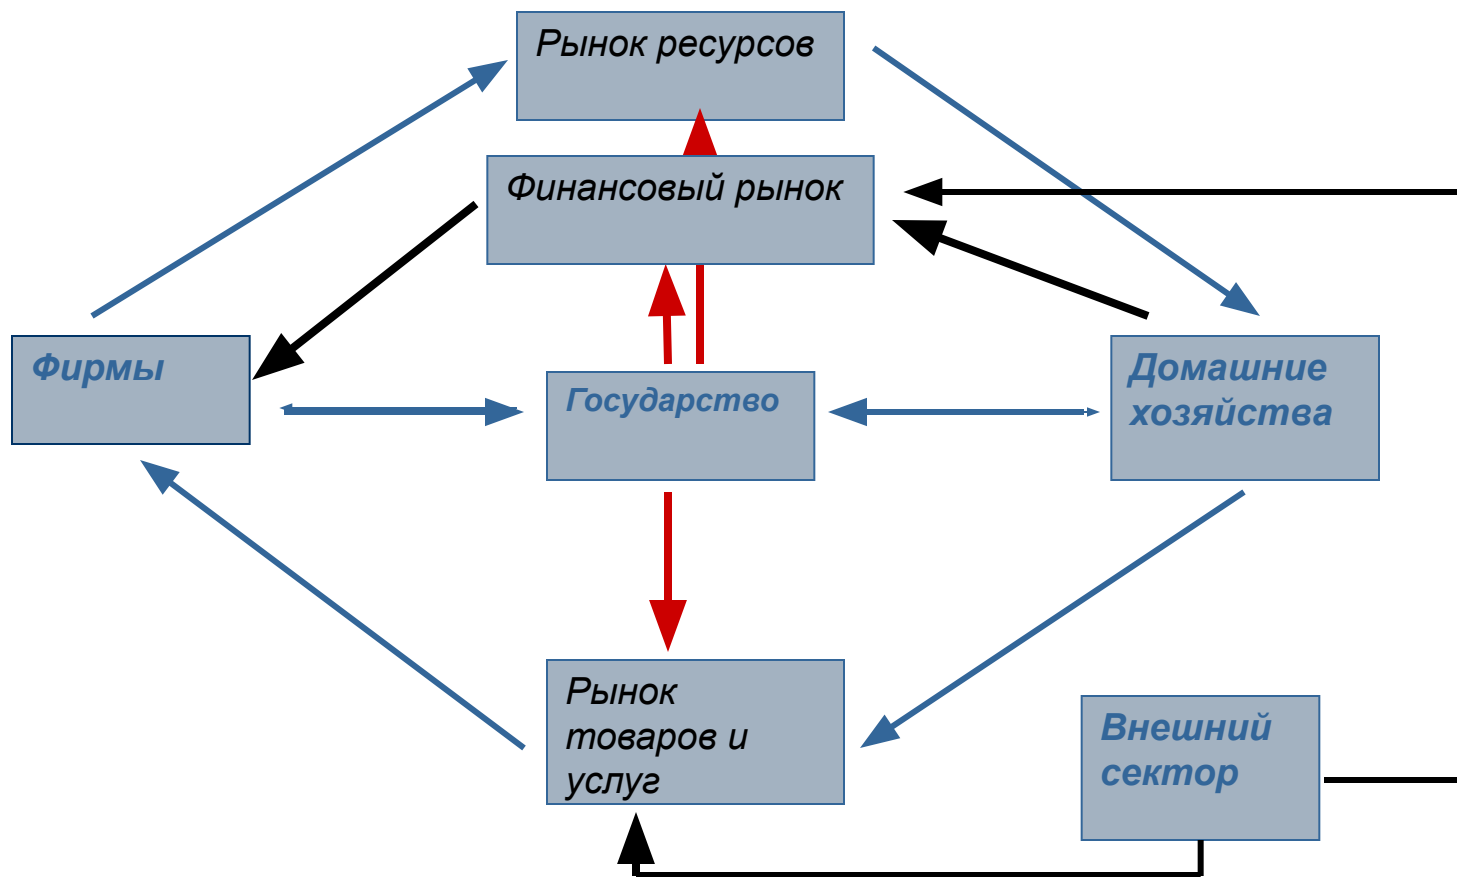 Рынок ресурсов
Финансовый рынок
Фирмы
Государство
Домашние
хозяйства
Рынок
товаров и
услуг
Внешний
сектор